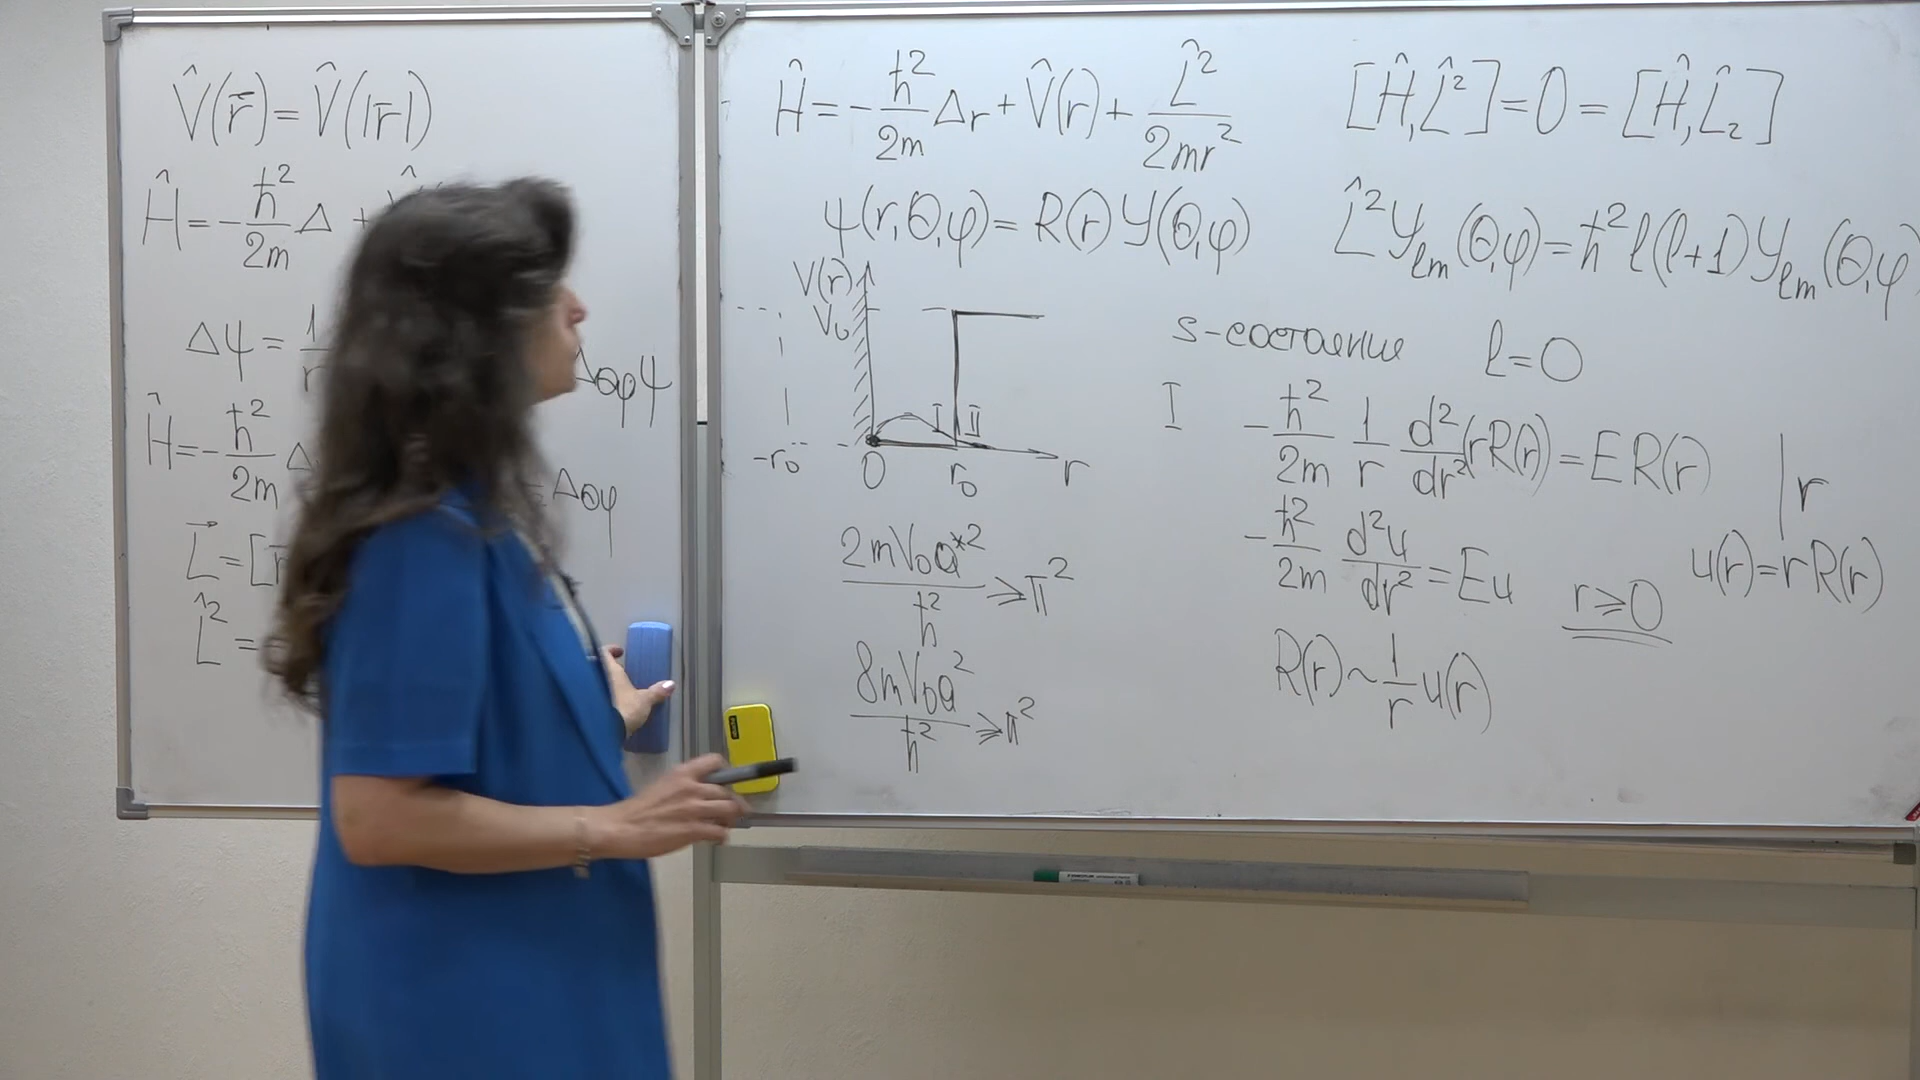 V̂(r̄) = V̂(|r̄|)
Ĥ = -ħ²/2m Δ +
Δψ = 1/r
Δθφψ
Ĥ = -ħ²/2m Δ
= Δθφ
L⃗ = [r
L̂² =
Ĥ = -ħ²/2m Δr + V̂(r) + L̂²/2mr²
[Ĥ, L̂²] = 0 = [Ĥ, L̂z]
ψ(r,θ,φ) = R(r) Y(θ,φ)
L̂² Yℓm(θ,φ) = ħ² ℓ(ℓ+1) Yℓm(θ,φ)
V(r)
V₀
I II
-r₀ 0 r₀ r
2mV₀a*²/ħ² ⩾ π²
8mV₀a²/ħ² ⩾ π²
s-состояние ℓ=0
I -ħ²/2m 1/r d²/dr² (rR(r)) = ER(r) | r
-ħ²/2m d²u/dr² = Eu r⩾0 u(r) = rR(r)
R(r) ~ 1/r u(r)